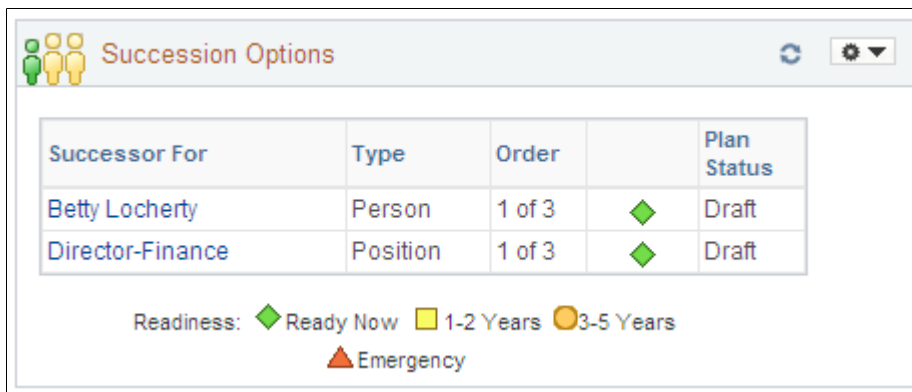 Succession Options
Successor For Type Order Plan Status
Betty Locherty Person 1 of 3 Draft
Director-Finance Position 1 of 3 Draft
Readiness: Ready Now 1-2 Years 3-5 Years
Emergency